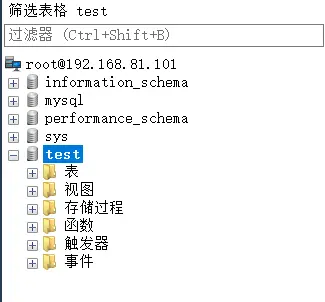 筛选表格 test
过滤器 (Ctrl+Shift+B)
root@192.168.81.101
information_schema
mysql
performance_schema
sys
test
表
视图
存储过程
函数
触发器
事件